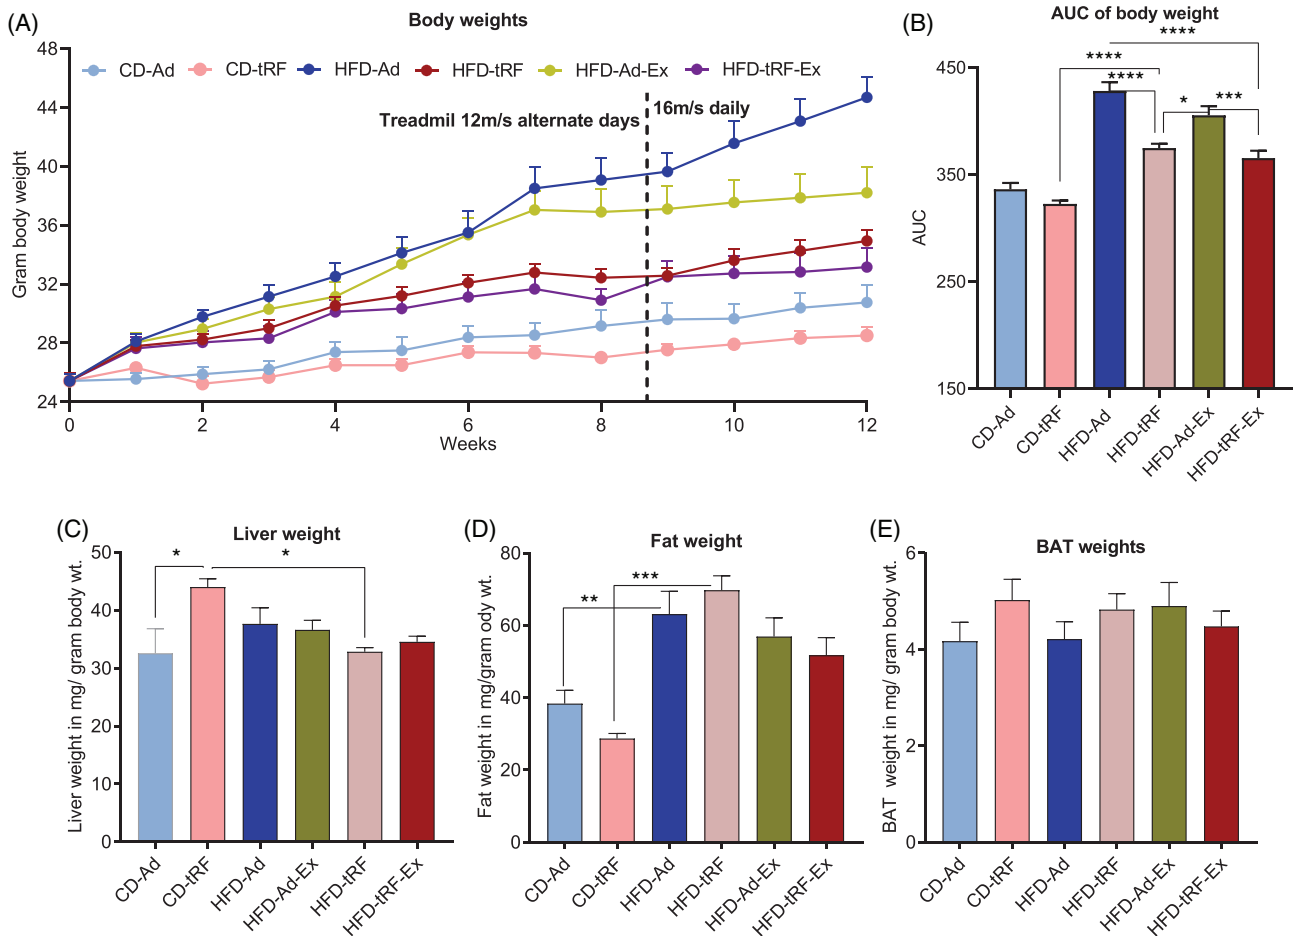 (A)
Body weights
CD-Ad CD-tRF HFD-Ad HFD-tRF HFD-Ad-Ex HFD-tRF-Ex
Treadmil 12m/s alternate days
16m/s daily
Gram body weight
48
44
40
36
32
28
24
0 2 4 6 8 10 12
Weeks
(B)
AUC of body weight
****
****
****
*
***
AUC
450
350
250
150
CD-Ad
CD-tRF
HFD-Ad
HFD-tRF
HFD-Ad-Ex
HFD-tRF-Ex
(C)
Liver weight
*
*
Liver weight in mg/ gram body wt.
50
40
30
20
10
0
CD-Ad
CD-tRF
HFD-Ad
HFD-Ad-Ex
HFD-tRF
HFD-tRF-Ex
(D)
Fat weight
**
***
Fat weight in mg/gram body wt.
80
60
40
20
0
CD-Ad
CD-tRF
HFD-Ad
HFD-tRF
HFD-Ad-Ex
HFD-tRF-Ex
(E)
BAT weights
BAT weight in mg/ gram body wt.
6
4
2
0
CD-Ad
CD-tRF
HFD-Ad
HFD-tRF
HFD-Ad-Ex
HFD-tRF-Ex